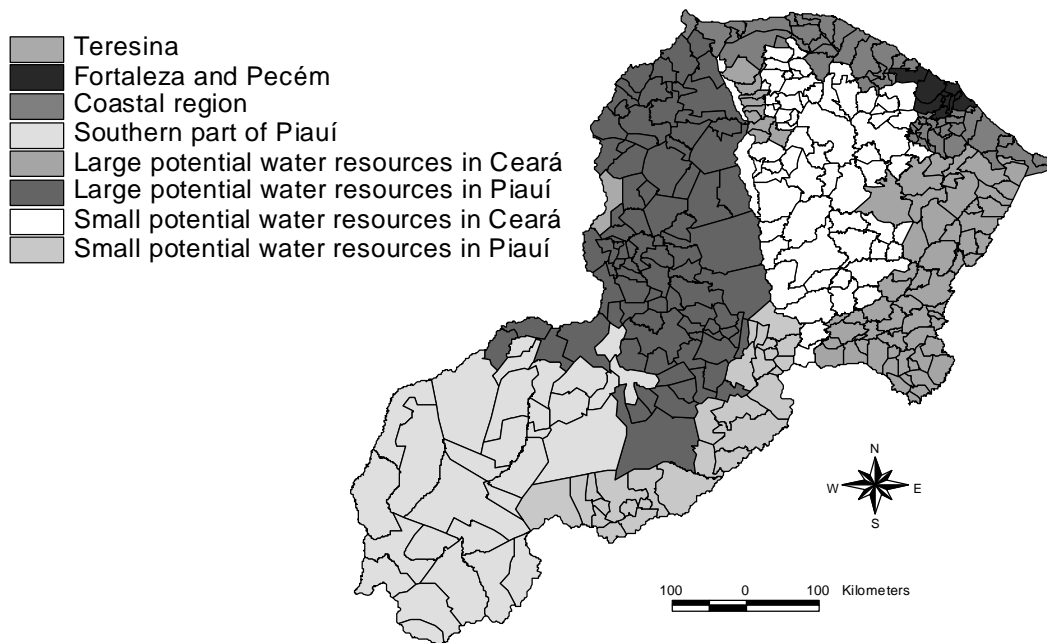 Teresina
Fortaleza and Pecém
Coastal region
Southern part of Piauí
Large potential water resources in Ceará
Large potential water resources in Piauí
Small potential water resources in Ceará
Small potential water resources in Piauí
N
W E
S
100 0 100 Kilometers